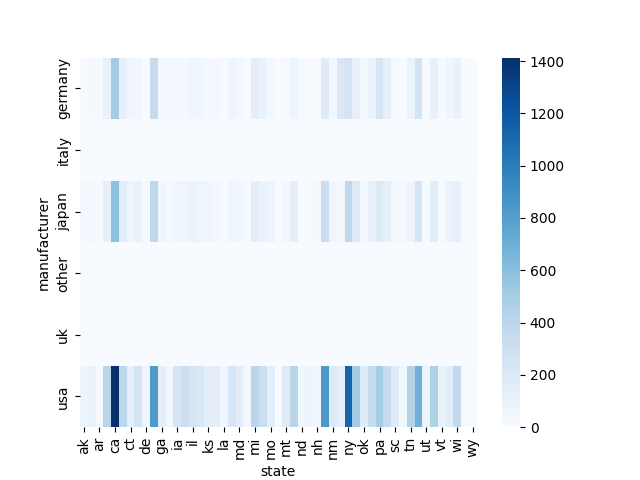 manufacturer
germany
italy
japan
other
uk
usa
ak ar ca ct de ga ia il ks la md mi mo mt nd nh nm ny ok pa sc tn ut vt wi wy
state
1400
1200
1000
800
600
400
200
0